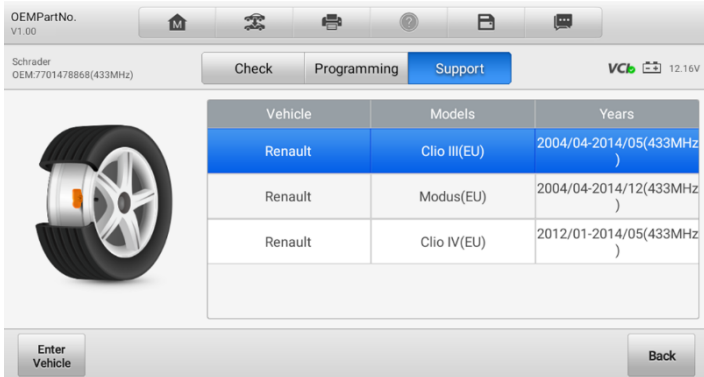 OEMPartNo.
V1.00
M
?
Schrader
OEM:7701478868(433MHz)
Check Programming Support
VCI 12.16V
Vehicle Models Years
Renault Clio III(EU) 2004/04-2014/05(433MHz
)
Renault Modus(EU) 2004/04-2014/12(433MHz
)
Renault Clio IV(EU) 2012/01-2014/05(433MHz
)
Enter
Vehicle
Back